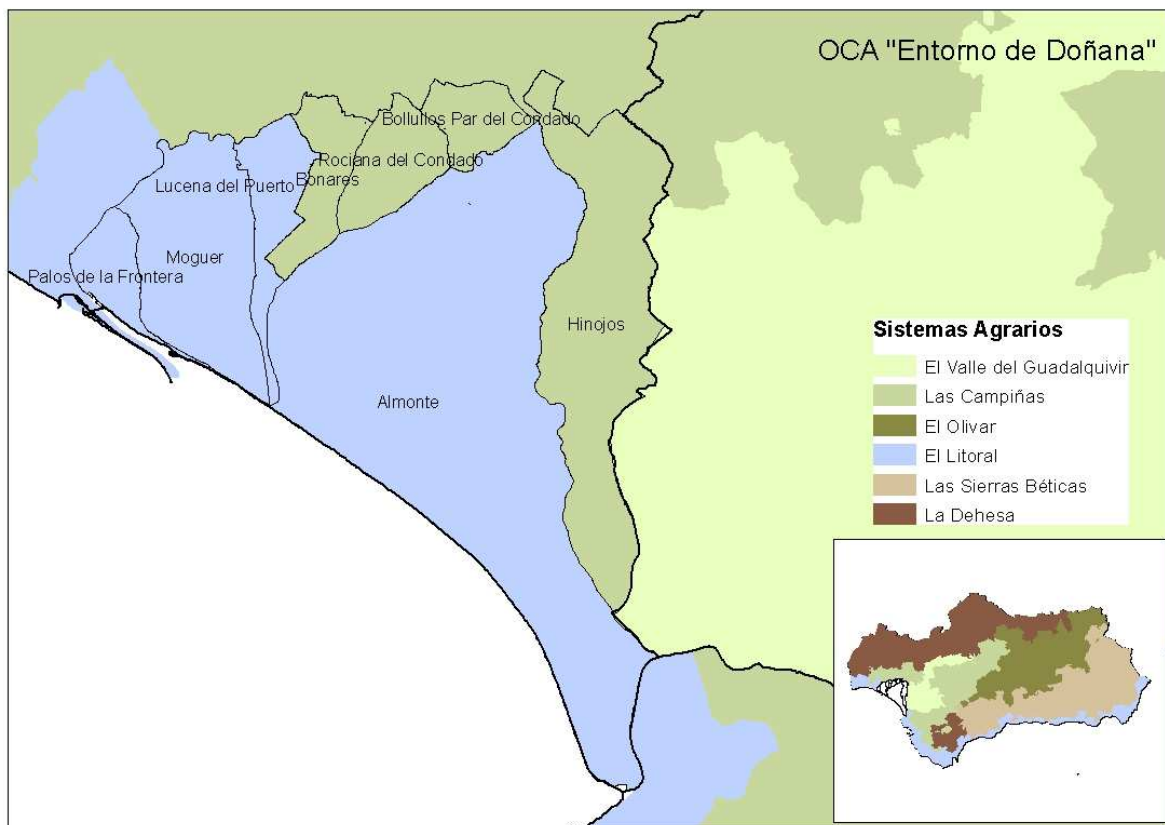 OCA "Entorno de Doñana"
Bollullos Par del Condado
Rociana del Condado
Bonares
Lucena del Puerto
Moguer
Palos de la Frontera
Hinojos
Almonte
Sistemas Agrarios
El Valle del Guadalquivir
Las Campiñas
El Olivar
El Litoral
Las Sierras Béticas
La Dehesa